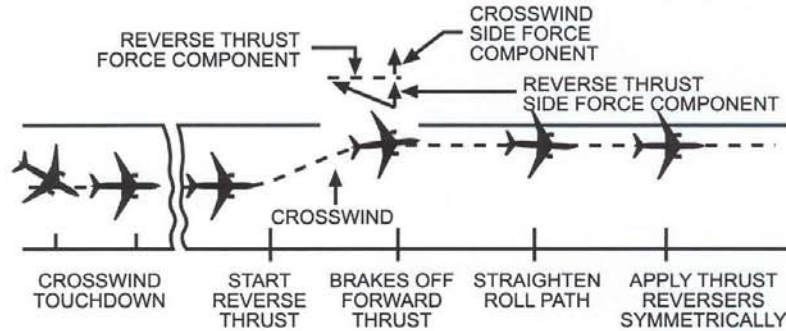 CROSSWIND
SIDE FORCE
COMPONENT
REVERSE THRUST
FORCE COMPONENT
REVERSE THRUST
SIDE FORCE COMPONENT
CROSSWIND
CROSSWIND
TOUCHDOWN
START
REVERSE
THRUST
BRAKES OFF
FORWARD
THRUST
STRAIGHTEN
ROLL PATH
APPLY THRUST
REVERSERS
SYMMETRICALLY